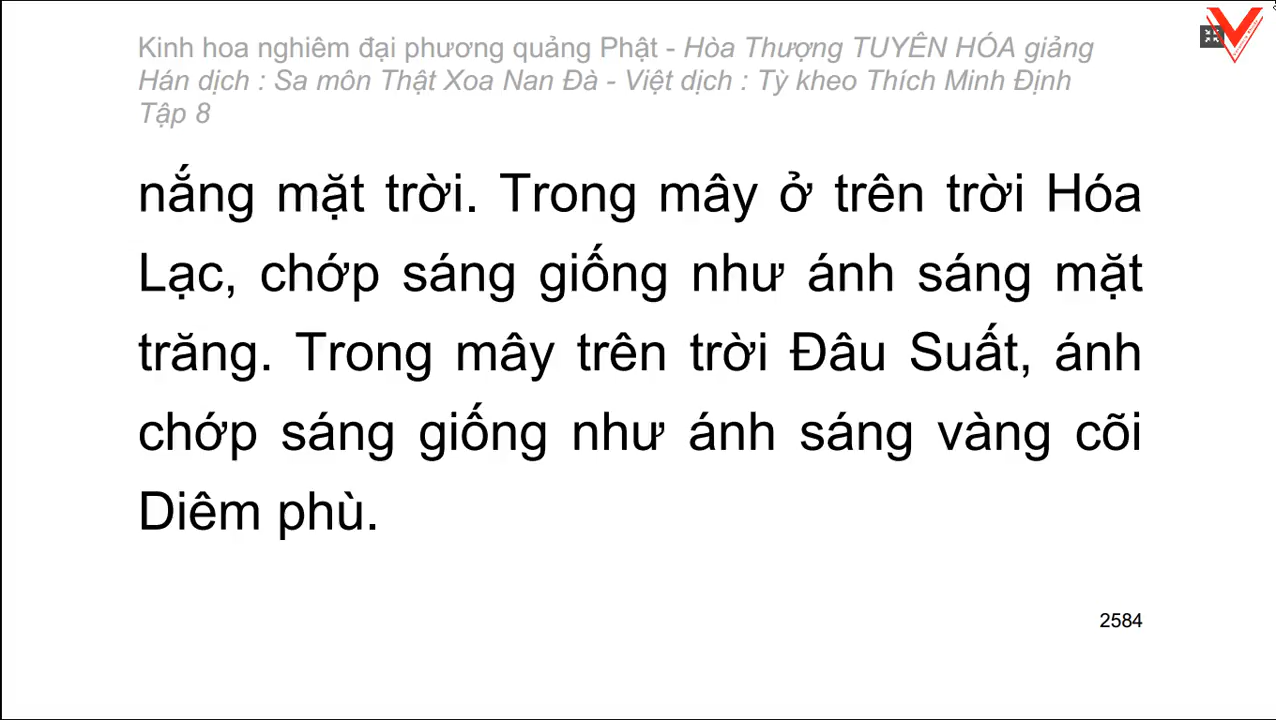 Kinh hoa nghiêm đại phương quảng Phật - Hòa Thượng TUYÊN HÓA giảng
Hán dịch : Sa môn Thật Xoa Nan Đà - Việt dịch : Tỳ kheo Thích Minh Định
Tập 8
nắng mặt trời. Trong mây ở trên trời Hóa
Lạc, chớp sáng giống như ánh sáng mặt
trăng. Trong mây trên trời Đâu Suất, ánh
chớp sáng giống như ánh sáng vàng cõi
Diêm phù.
2584